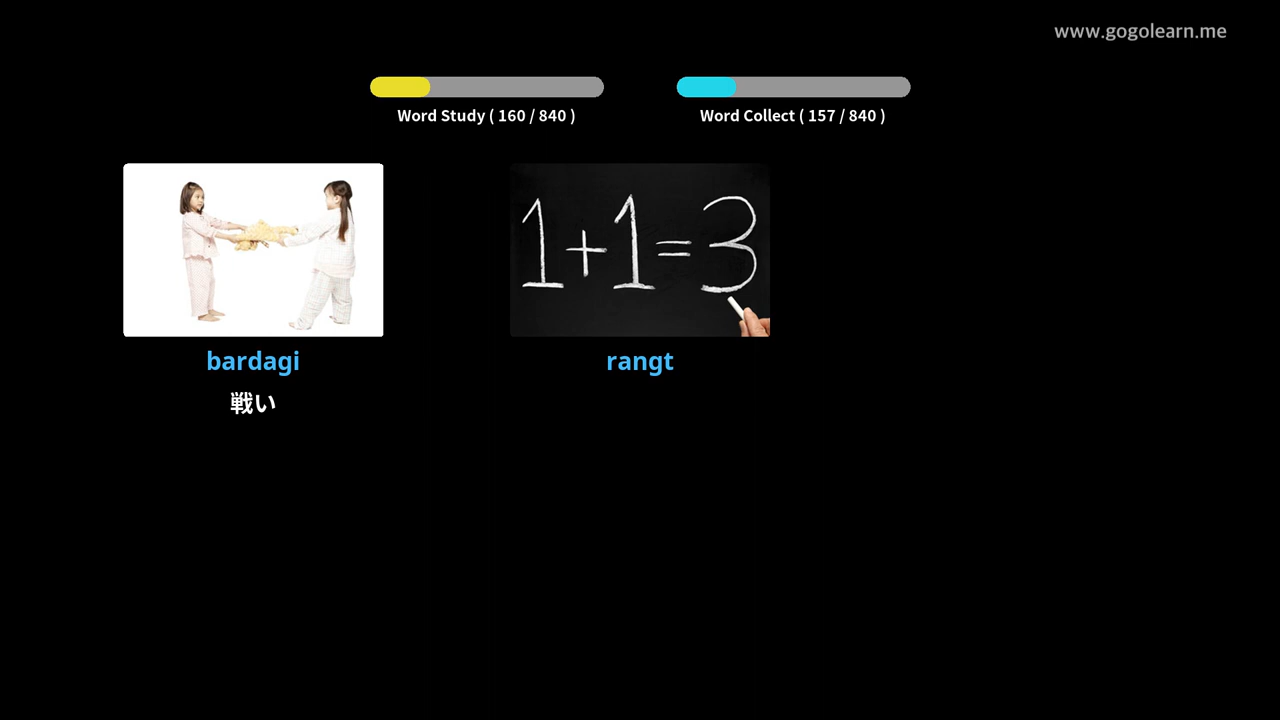 www.gogolearn.me
Word Study ( 160 / 840 )
Word Collect ( 157 / 840 )
1+1=3
bardagi
rangt
戦い